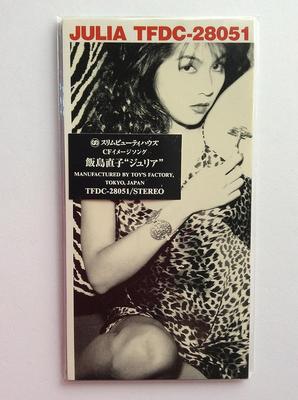 JULIA TFDC-28051
スリムビューティハウス
CFイメージソング
飯島直子“ジュリア”
MANUFACTURED BY TOY'S FACTORY,
TOKYO, JAPAN
TFDC-28051/STEREO